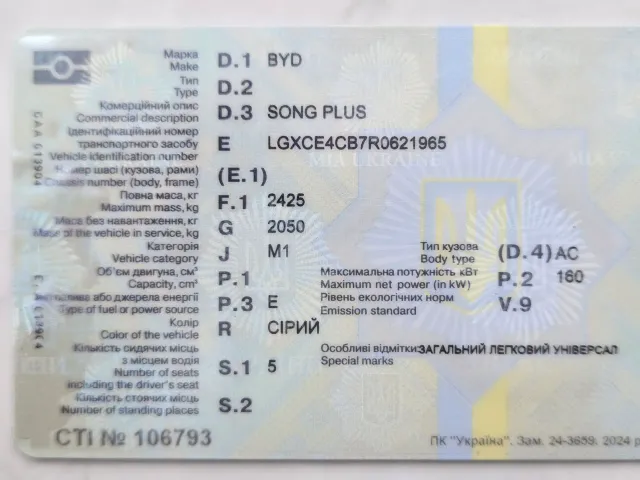 Марка
Make D.1 BYD
Тип
Type D.2
Комерційний опис
Commercial description D.3 SONG PLUS
Ідентифікаційний номер
транспортного засобу E LGXCE4CB7R0621965
Vehicle identification number MIA UKRAINE
Номер шасі (кузова, рами)
Chassis number (body, frame) (E.1)
Повна маса, кг
Maximum mass, kg F.1 2425
Маса без навантаження, кг
Mass of the vehicle in service, kg G 2050
Категорія
Vehicle category J M1 Тип кузова
Body type (D.4) AC
Об'єм двигуна, см³
Capacity, cm³ P.1 Максимальна потужність кВт
Maximum net power (in kW) P.2 160
або джерела енергії
Type of fuel or power source P.3 E Рівень екологічних норм
Emission standard V.9
Колір
Color of the vehicle R СІРИЙ
Кількість сидячих місць
з місцем водія
Number of seats
including the driver's seat S.1 5 Особливі відмітки ЗАГАЛЬНИЙ ЛЕГКОВИЙ УНІВЕРСАЛ
Special marks
Кількість стоячих місць
Number of standing places S.2
СТІ № 106793
ПК "Україна". Зам. 24-3689. 2024